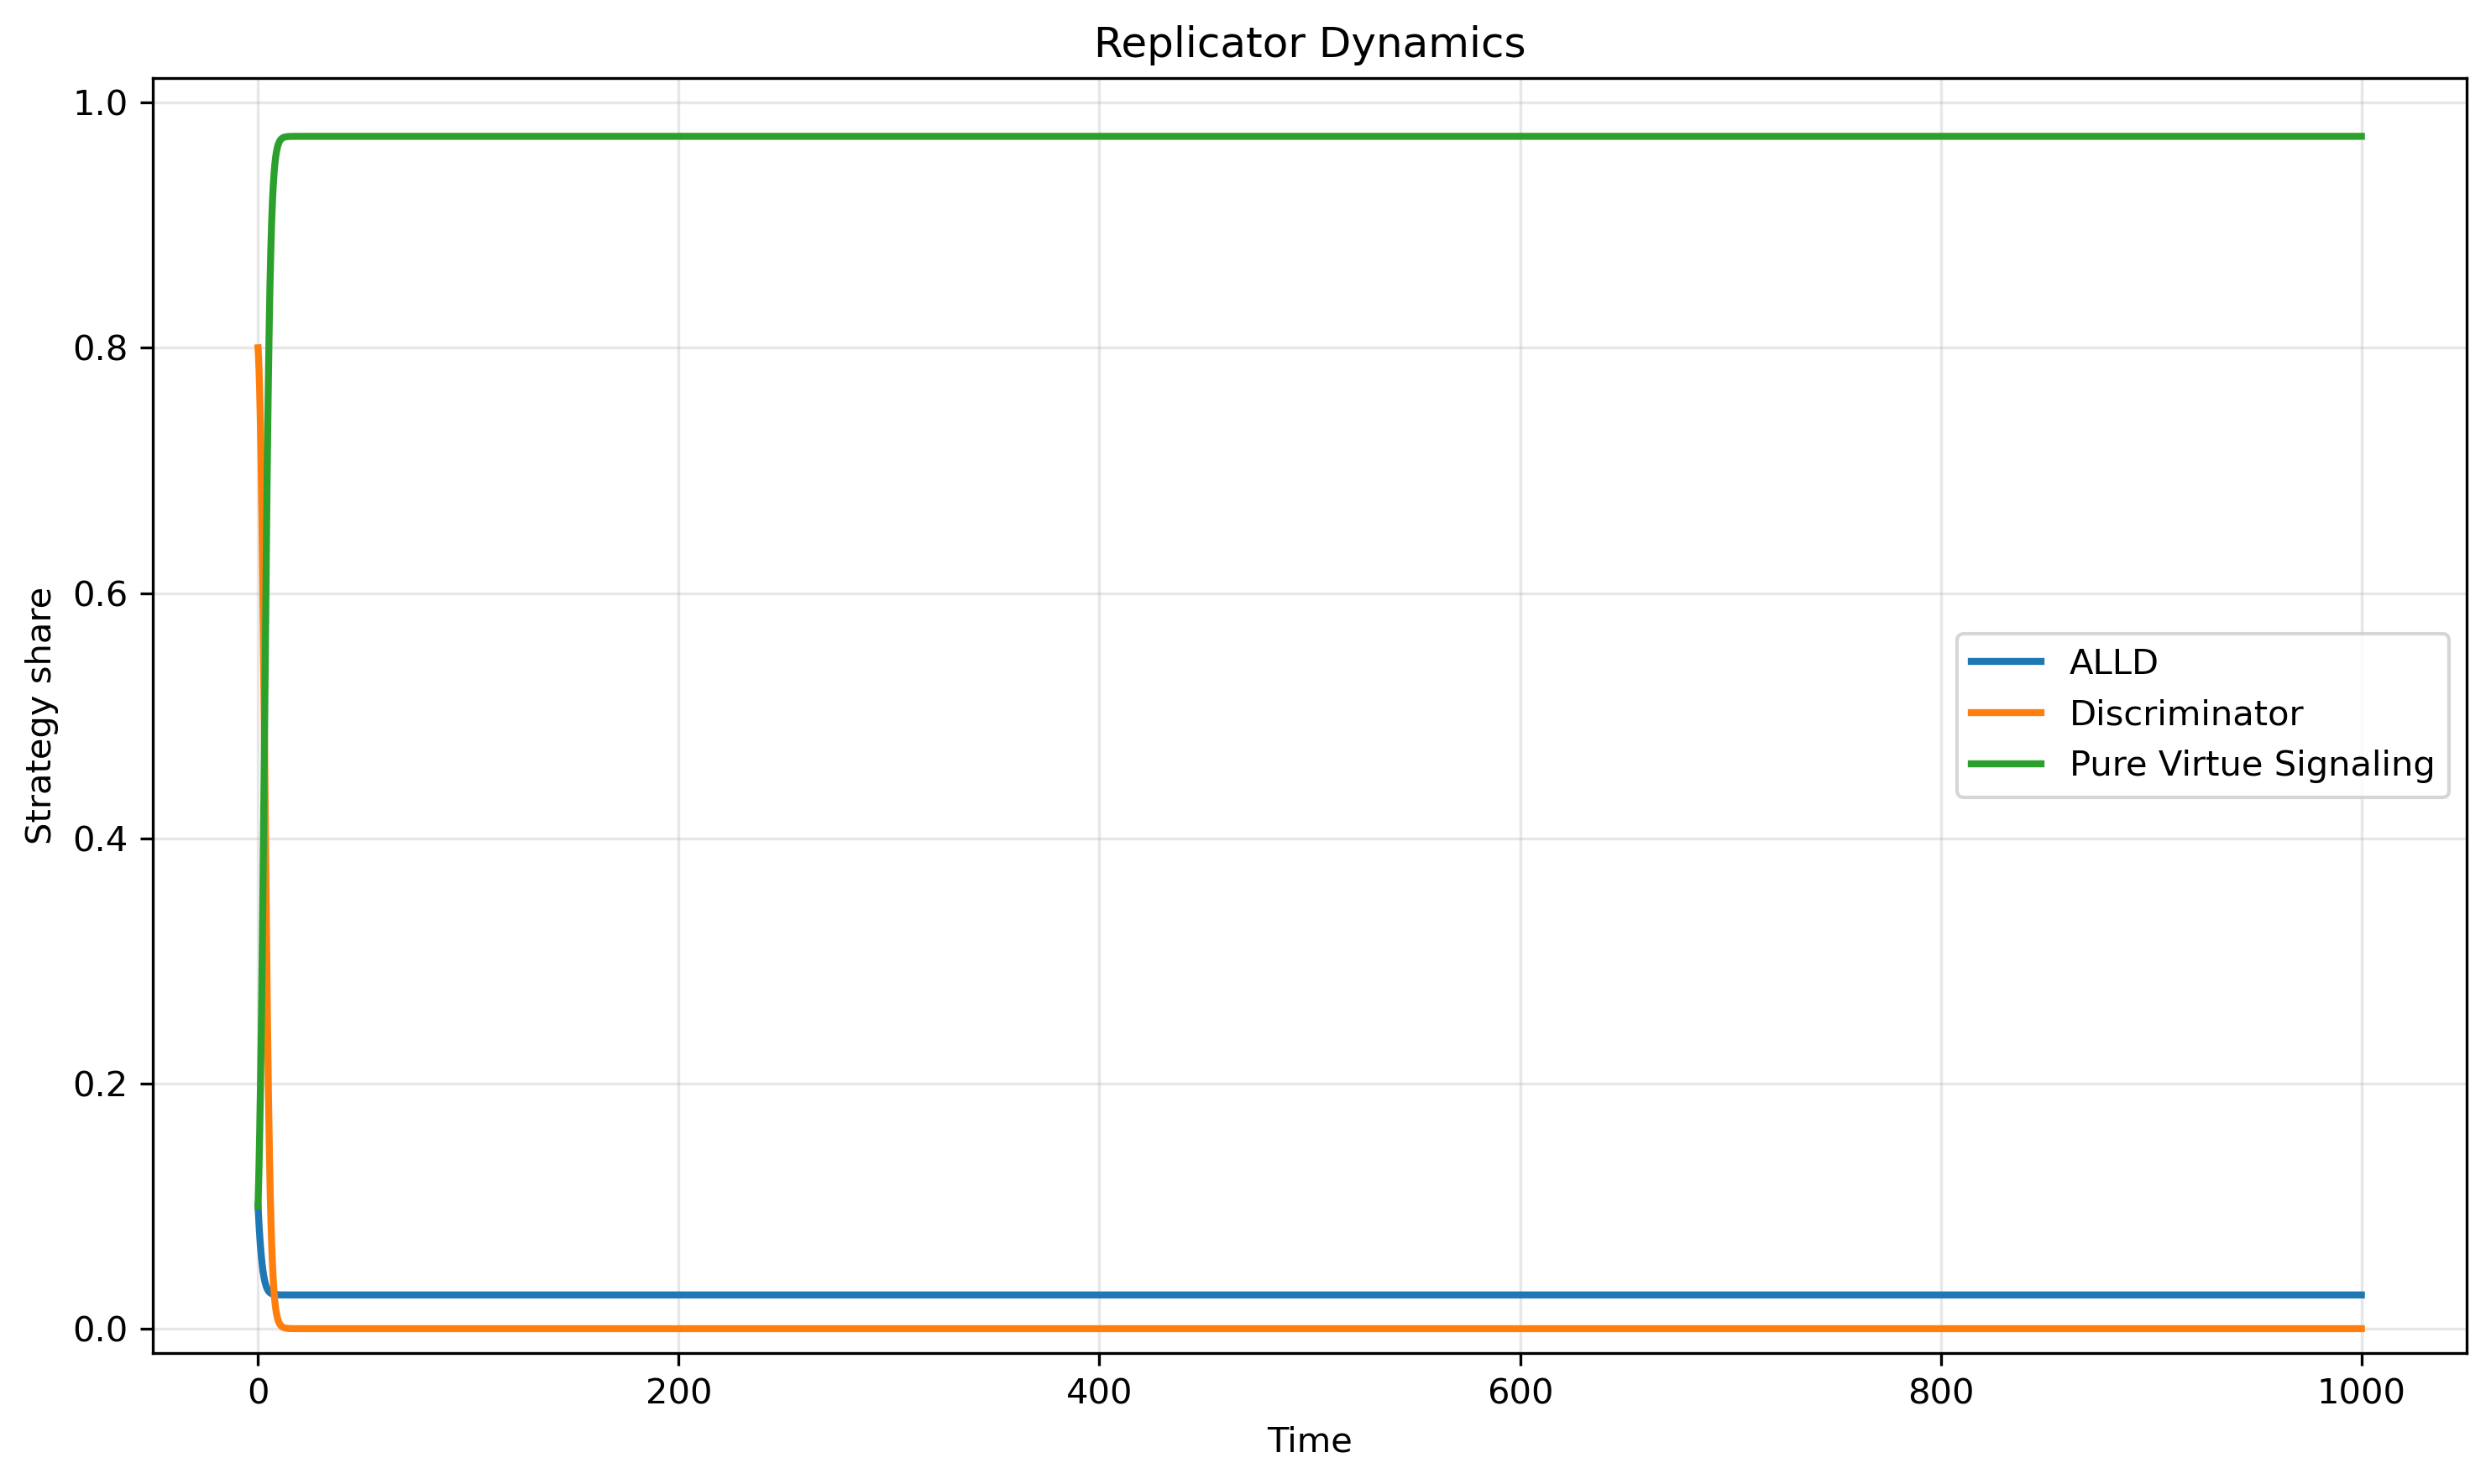 Replicator Dynamics
Strategy share
1.0
0.8
0.6
0.4
0.2
0.0
ALLD
Discriminator
Pure Virtue Signaling
0 200 400 600 800 1000
Time